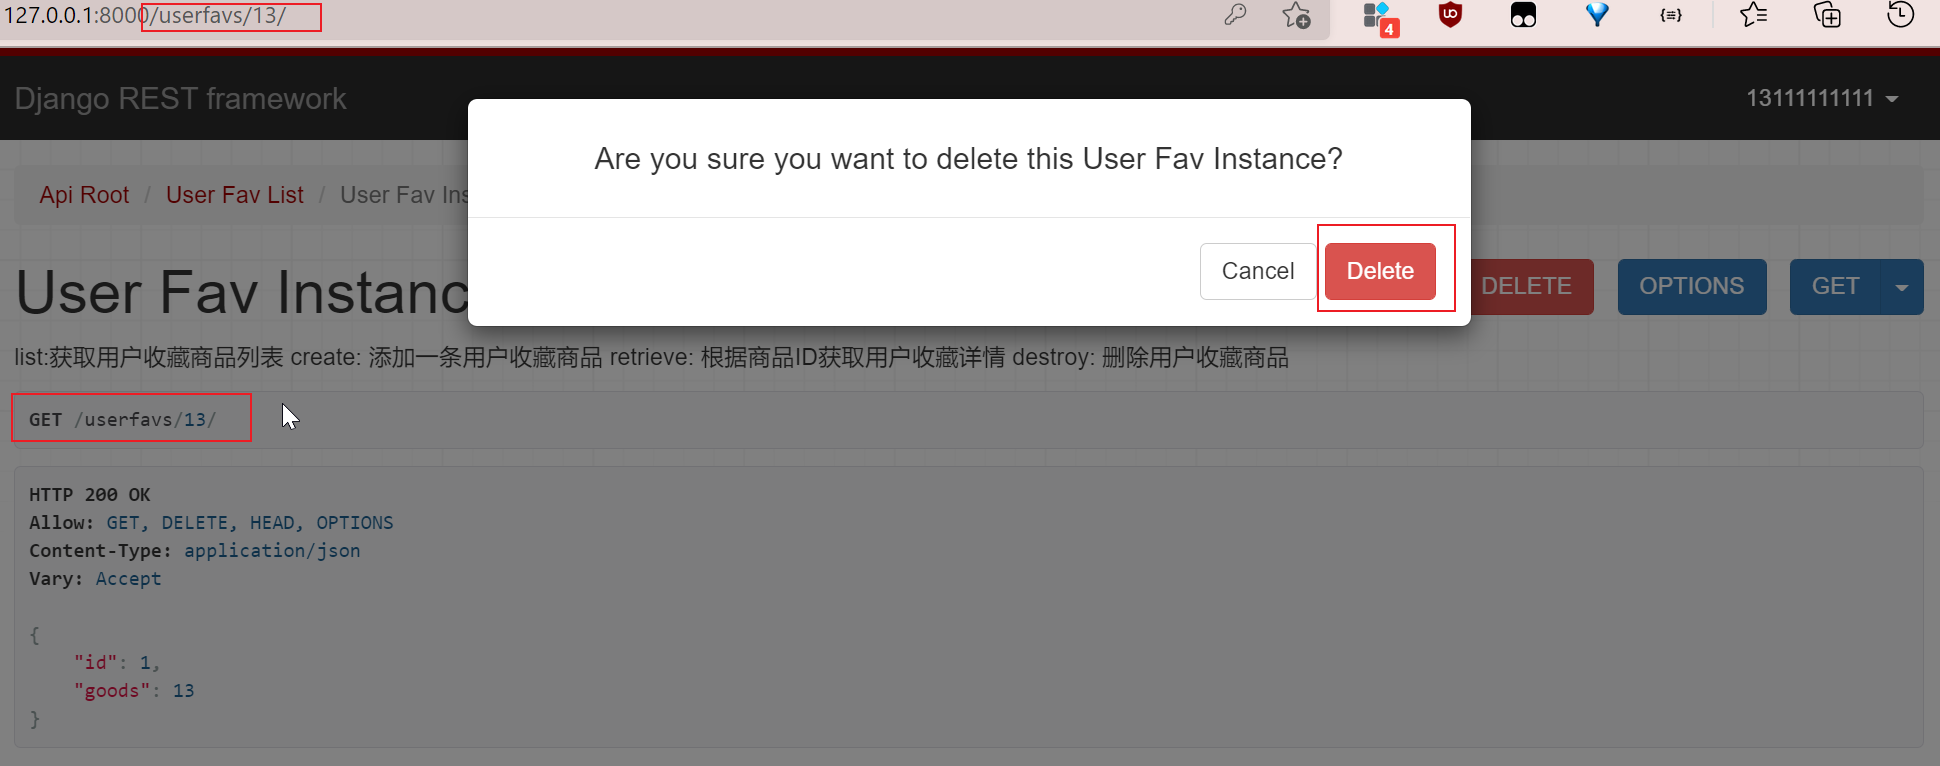 127.0.0.1:8000/userfavs/13/
4
Django REST framework
13111111111
Are you sure you want to delete this User Fav Instance?
Api Root / User Fav List / User Fav Ins
Cancel
Delete
User Fav Instanc
DELETE
OPTIONS
GET
list:获取用户收藏商品列表 create: 添加一条用户收藏商品 retrieve: 根据商品ID获取用户收藏详情 destroy: 删除用户收藏商品
GET /userfavs/13/
HTTP 200 OK
Allow: GET, DELETE, HEAD, OPTIONS
Content-Type: application/json
Vary: Accept
{
"id": 1,
"goods": 13
}